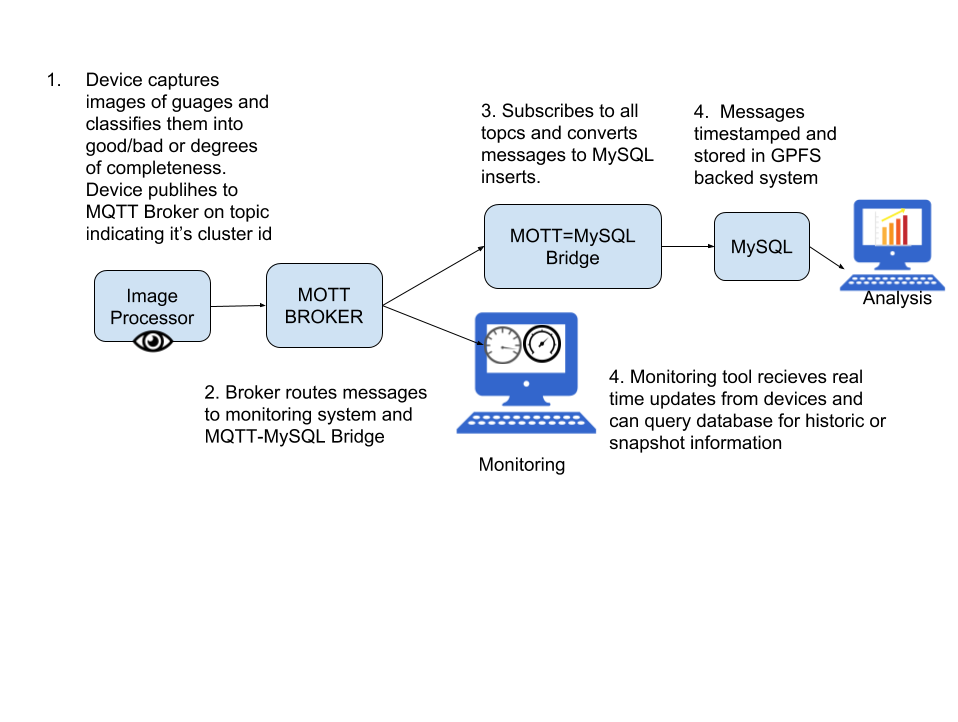 1. Device captures
images of guages and
classifies them into
good/bad or degrees
of completeness.
Device publihes to
MQTT Broker on topic
indicating it's cluster id
3. Subscribes to all
topcs and converts
messages to MySQL
inserts.
4. Messages
timestamped and
stored in GPFS
backed system
Image
Processor
MOTT
BROKER
MOTT=MySQL
Bridge
MySQL
Analysis
2. Broker routes messages
to monitoring system and
MQTT-MySQL Bridge
Monitoring
4. Monitoring tool recieves real
time updates from devices and
can query database for historic or
snapshot information